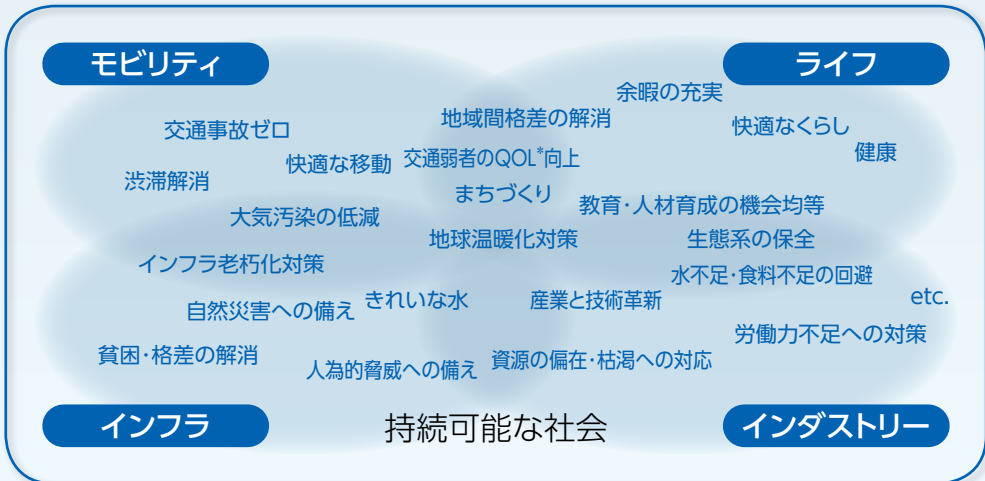 モビリティ
ライフ
余暇の充実
地域間格差の解消
快適なくらし
交通事故ゼロ
健康
快適な移動
交通弱者のQOL*向上
渋滞解消
まちづくり
教育・人材育成の機会均等
大気汚染の低減
地球温暖化対策
生態系の保全
インフラ老朽化対策
水不足・食料不足の回避
自然災害への備え
きれいな水
産業と技術革新
etc.
労働力不足への対策
貧困・格差の解消
人為的脅威への備え
資源の偏在・枯渇への対応
インフラ
持続可能な社会
インダストリー